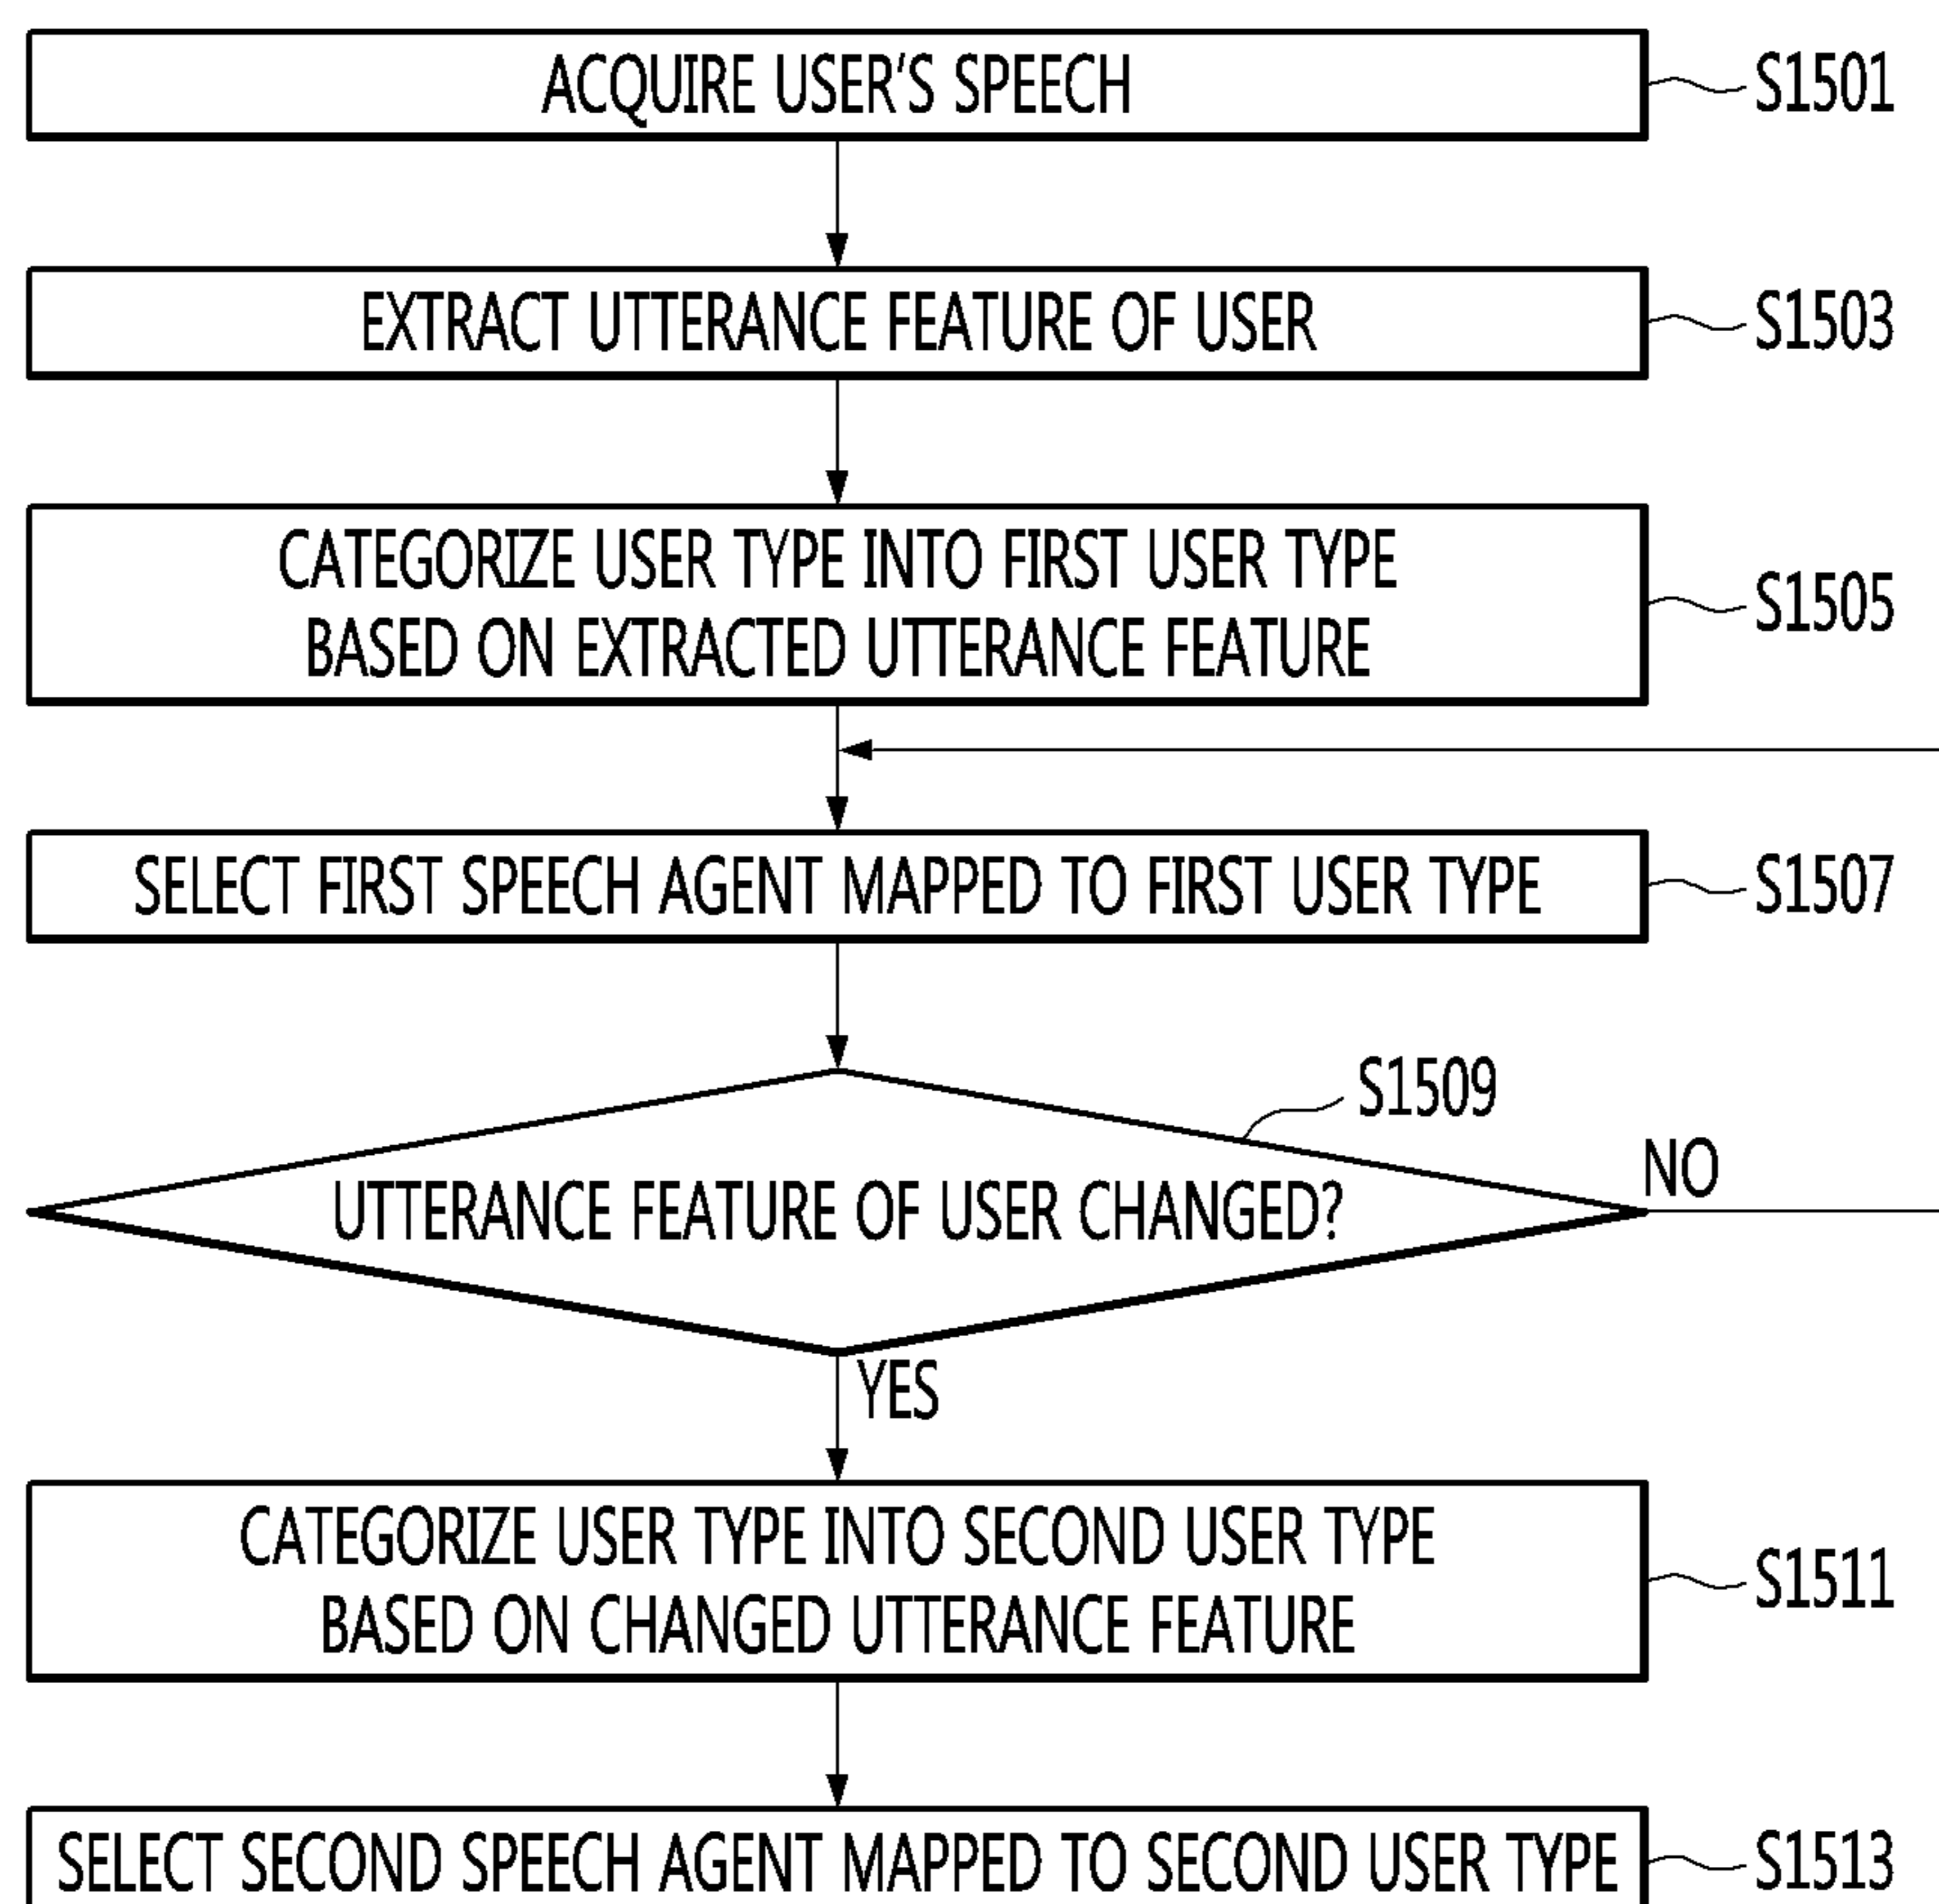 ACQUIRE USER'S SPEECH
S1501
EXTRACT UTTERANCE FEATURE OF USER
S1503
CATEGORIZE USER TYPE INTO FIRST USER TYPE
BASED ON EXTRACTED UTTERANCE FEATURE
S1505
SELECT FIRST SPEECH AGENT MAPPED TO FIRST USER TYPE
S1507
S1509
UTTERANCE FEATURE OF USER CHANGED?
NO
YES
CATEGORIZE USER TYPE INTO SECOND USER TYPE
BASED ON CHANGED UTTERANCE FEATURE
S1511
SELECT SECOND SPEECH AGENT MAPPED TO SECOND USER TYPE
S1513